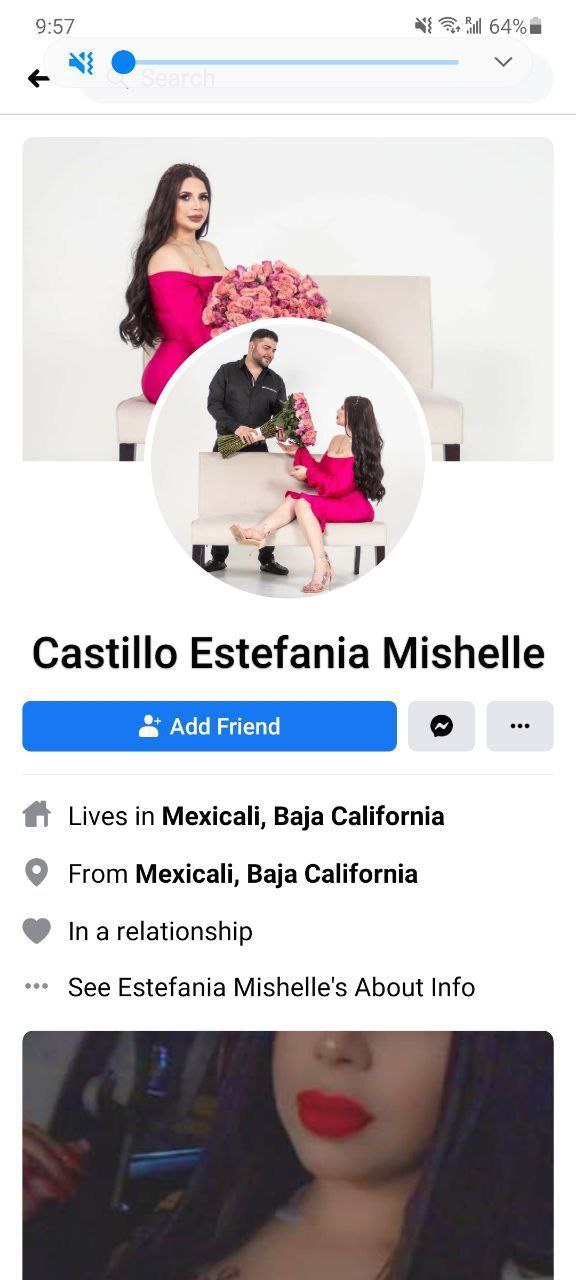 9:57
R
64%
Search
Castillo Estefania Mishelle
Add Friend
Lives in Mexicali, Baja California
From Mexicali, Baja California
In a relationship
See Estefania Mishelle's About Info